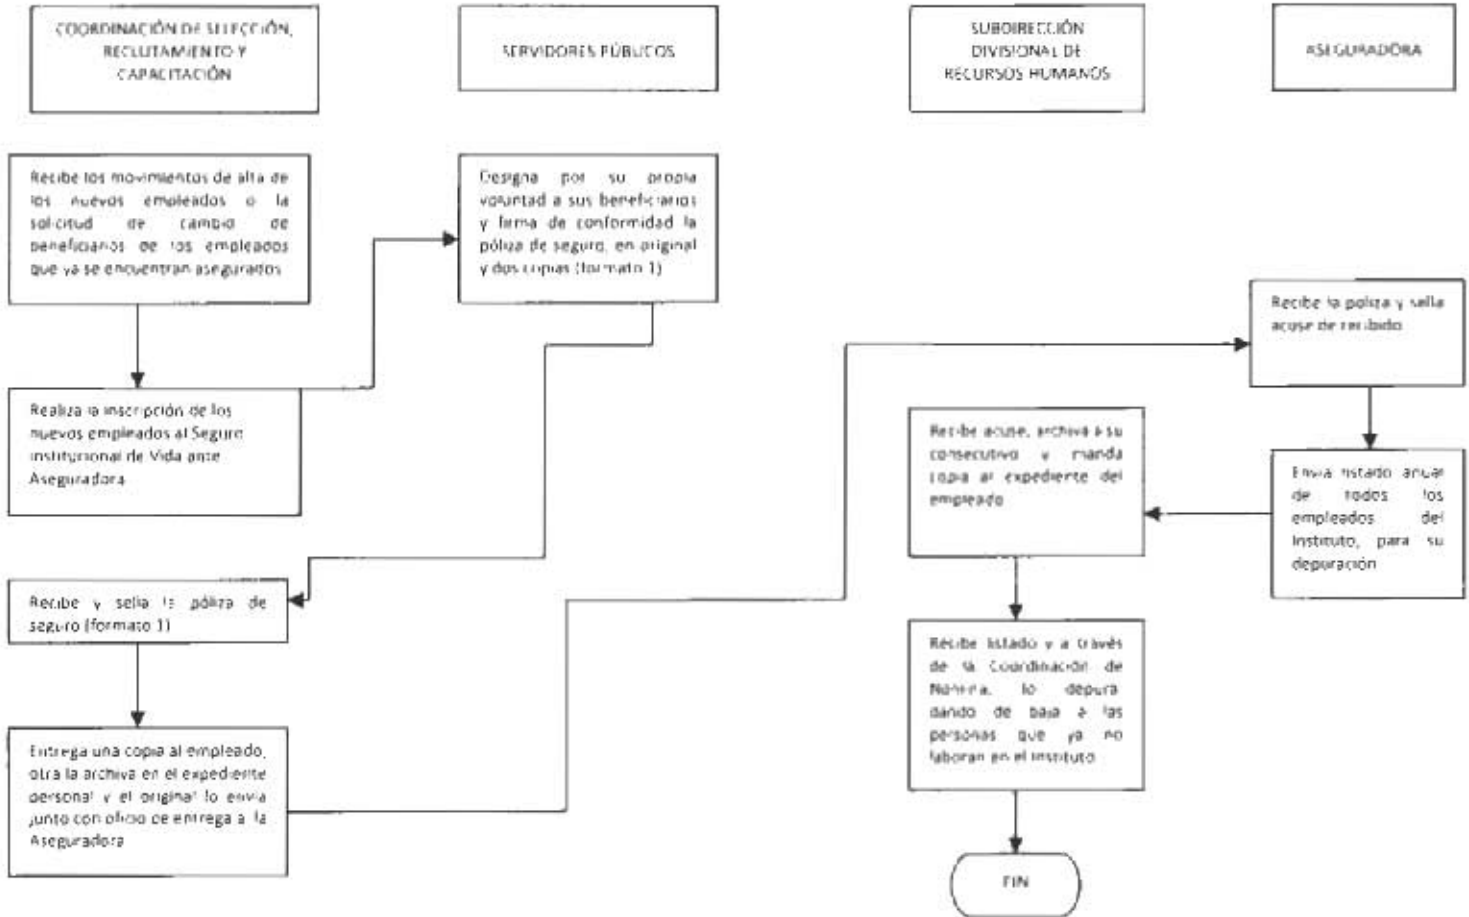 COORDINACIÓN DE SELECCIÓN,
RECLUTAMIENTO Y
CAPACITACIÓN
SERVIDORES PÚBLICOS
SUBDIRECCIÓN
DIVISIONAL DE
RECURSOS HUMANOS
ASEGURADORA
Recibe los movimientos de alta de
los nuevos empleados o la
solicitud de cambio de
beneficiarios de los empleados
que ya se encuentran asegurados
Designa por su propia
voluntad a sus beneficiarios
y firma de conformidad la
póliza de seguro, en original
y dos copias (formato 1)
Recibe la poliza y sella
acuse de recibido
Realiza la inscripción de los
nuevos empleados al Seguro
Institucional de Vida ante
Aseguradora
Recibe acuse, archiva a su
consecutivo y manda
copia al expediente del
empleado
Envía listado anual
de todos los
empleados del
Instituto, para su
depuración
Recibe y sella la póliza de
seguro (formato 1)
Recibe listado y a través
de la Coordinación de
Nómina, lo depura
dando de baja a las
personas que ya no
laboran en el Instituto
Entrega una copia al empleado,
otra la archiva en el expediente
personal y el original lo envía
junto con oficio de entrega a la
Aseguradora
FIN